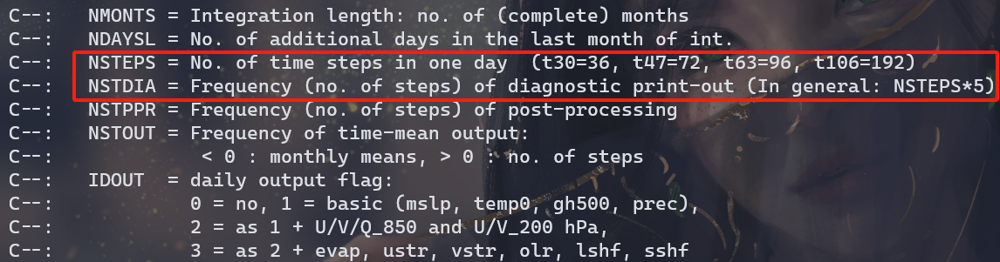 C--:   NMONTS = Integration length: no. of (complete) months
C--:   NDAYSL = No. of additional days in the last month of int.
C--:   NSTEPS = No. of time steps in one day  (t30=36, t47=72, t63=96, t106=192)
C--:   NSTDIA = Frequency (no. of steps) of diagnostic print-out (In general: NSTEPS*5)
C--:   NSTPPR = Frequency (no. of steps) of post-processing
C--:   NSTOUT = Frequency of time-mean output:
C--:             < 0 : monthly means, > 0 : no. of steps
C--:   IDOUT  = daily output flag:
C--:            0 = no, 1 = basic (mslp, temp0, gh500, prec),
C--:            2 = as 1 + U/V/Q_850 and U/V_200 hPa,
C--:            3 = as 2 + evap, ustr, vstr, olr, lshf, sshf